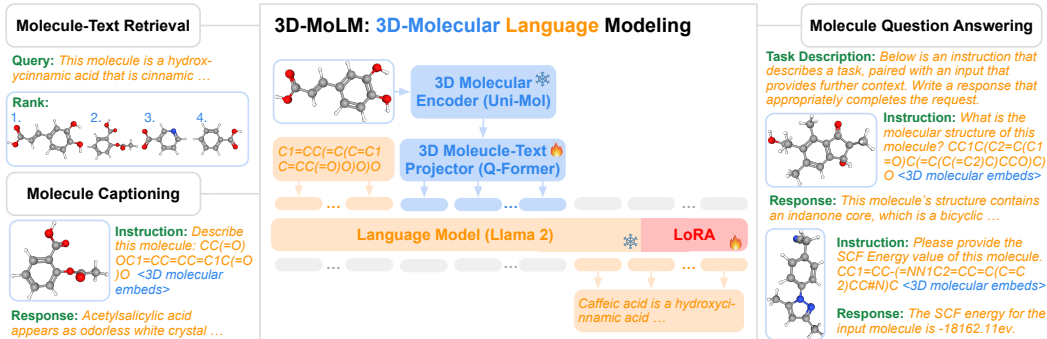 Molecule-Text Retrieval
Query: This molecule is a hydrox-
ycinnamic acid that is cinnamic …
Rank:
1. 2. 3. 4.
Molecule Captioning
Instruction: Describe
this molecule: CC(=O)
OC1=CC=CC=C1C(=O
)O <3D molecular
embeds>
Response: Acetylsalicylic acid
appears as odorless white crystal …
3D-MoLM: 3D-Molecular Language Modeling
3D Molecular
Encoder (Uni-Mol)
C1=CC(=C(C=C1
C=CC(=O)O)O)O
3D Moleucle-Text
Projector (Q-Former)
... ... ...
Language Model (Llama 2)
LoRA
... ... ...
Caffeic acid is a hydroxyci-
nnamic acid …
Molecule Question Answering
Task Description: Below is an instruction that
describes a task, paired with an input that
provides further context. Write a response that
appropriately completes the request.
Instruction: What is the
molecular structure of this
molecule? CC1C(C2=C(C1
=O)C(=C(C(=C2)C)CCO)C)
O <3D molecular embeds>
Response: This molecule's structure contains
an indanone core, which is a bicyclic …
Instruction: Please provide the
SCF Energy value of this molecule.
CC1=CC-(=NN1C2=CC=C(C=C
2)CC#N)C <3D molecular embeds>
Response: The SCF energy for the
input molecule is -18162.11ev.